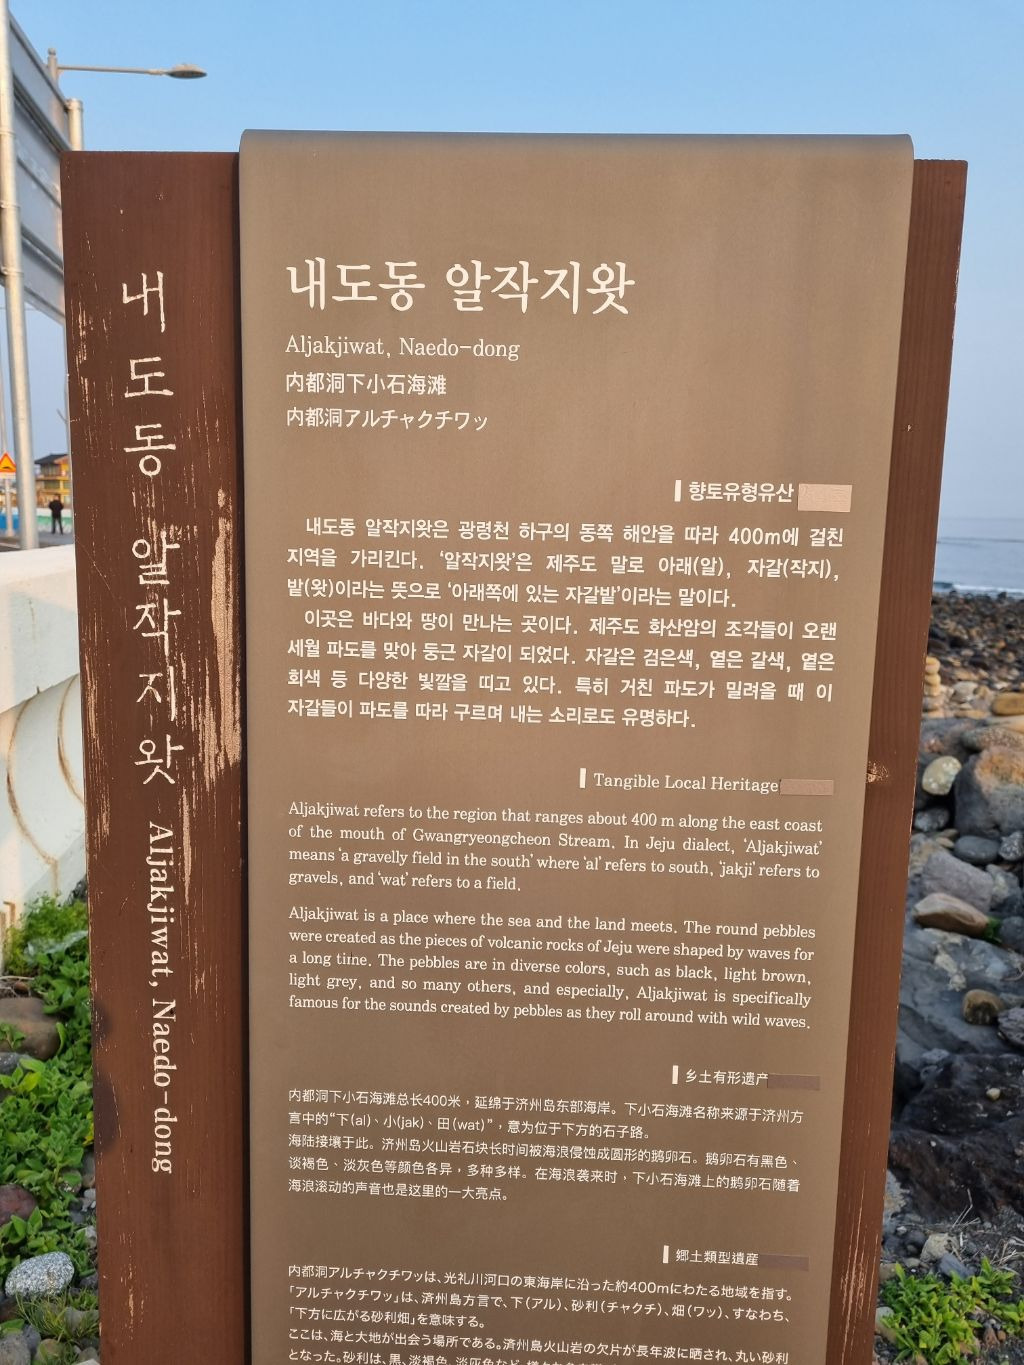 내도동 알작지왓 Aljakjiwat, Naedo-dong
내도동 알작지왓
Aljakjiwat, Naedo-dong
内都洞下小石海滩
内都洞アルチャクチワッ
향토유형유산
내도동 알작지왓은 광령천 하구의 동쪽 해안을 따라 400m에 걸친
지역을 가리킨다. ‘알작지왓’은 제주도 말로 아래(알), 자갈(작지),
밭(왓)이라는 뜻으로 ‘아래쪽에 있는 자갈밭’이라는 말이다.
이곳은 바다와 땅이 만나는 곳이다. 제주도 화산암의 조각들이 오랜
세월 파도를 맞아 둥근 자갈이 되었다. 자갈은 검은색, 옅은 갈색, 옅은
회색 등 다양한 빛깔을 띠고 있다. 특히 거친 파도가 밀려올 때 이
자갈들이 파도를 따라 구르며 내는 소리로도 유명하다.
Tangible Local Heritage
Aljakjiwat refers to the region that ranges about 400 m along the east coast
of the mouth of Gwangryeongcheon Stream. In Jeju dialect, ‘Aljakjiwat’
means ‘a gravelly field in the south’ where ‘al’ refers to south, ‘jakji’ refers to
gravels, and ‘wat’ refers to a field.
Aljakjiwat is a place where the sea and the land meets. The round pebbles
were created as the pieces of volcanic rocks of Jeju were shaped by waves for
a long time. The pebbles are in diverse colors, such as black, light brown,
light grey, and so many others, and especially, Aljakjiwat is specifically
famous for the sounds created by pebbles as they roll around with wild waves.
乡土有形遗产
内都洞下小石海滩总长400米，延绵于济州岛东部海岸。下小石海滩名称来源于济州方
言中的“下(al)、小(jak)、田(wat)”，意为位于下方的石子路。
海陆接壤于此。济州岛火山岩石块长时间被海浪侵蚀成圆形的鹅卵石。鹅卵石有黑色、
谈褐色、淡灰色等颜色各异，多种多样。在海浪袭来时，下小石海滩上的鹅卵石随着
海浪滚动的声音也是这里的一大亮点。
郷土類型遺産
内都洞アルチャクチワッは、光礼川河口の東海岸に沿った約400mにわたる地域を指す。
「アルチャクチワッ」は、済州島方言で、下（アル）、砂利（チャクチ）、畑（ワッ）、すなわち、
「下方に広がる砂利畑」を意味する。
ここは、海と大地が出会う場所である。済州島火山岩の欠片が長年波に晒され、丸い砂利
となった。砂利は、黒、淡褐色、淡灰色など、様々な